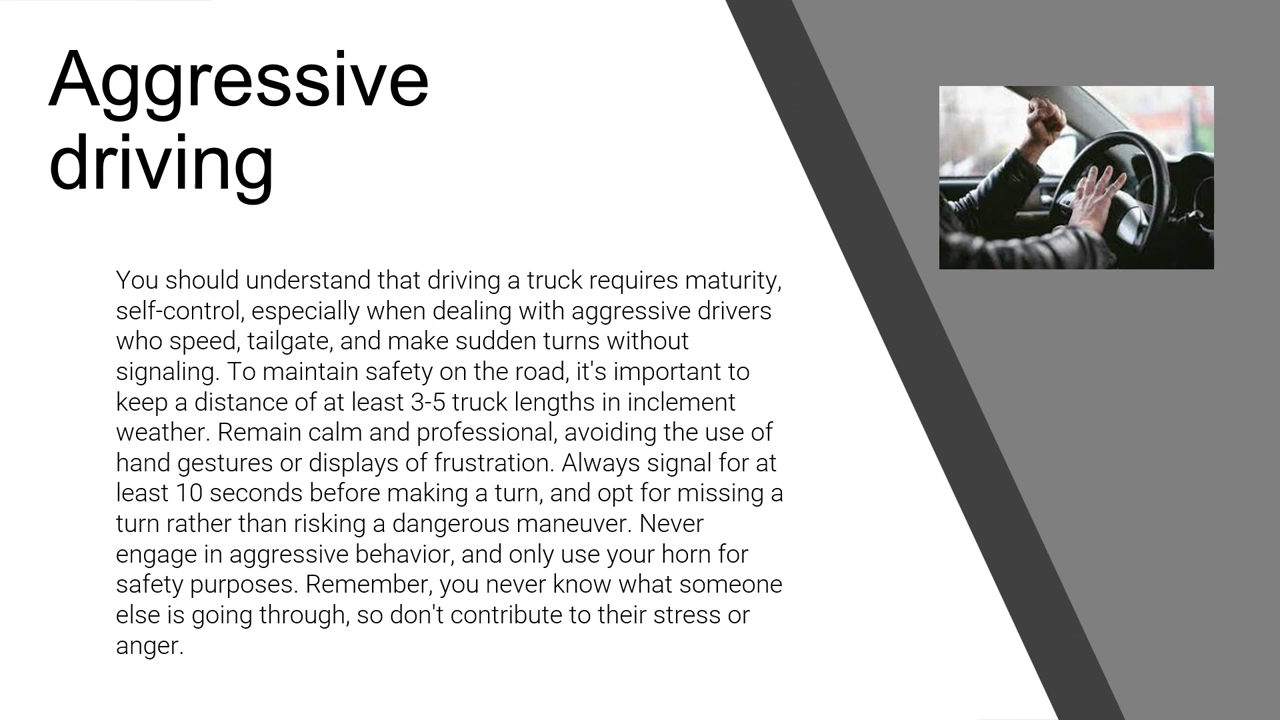 Aggressive
driving
You should understand that driving a truck requires maturity,
self-control, especially when dealing with aggressive drivers
who speed, tailgate, and make sudden turns without
signaling. To maintain safety on the road, it's important to
keep a distance of at least 3-5 truck lengths in inclement
weather. Remain calm and professional, avoiding the use of
hand gestures or displays of frustration. Always signal for at
least 10 seconds before making a turn, and opt for missing a
turn rather than risking a dangerous maneuver. Never
engage in aggressive behavior, and only use your horn for
safety purposes. Remember, you never know what someone
else is going through, so don't contribute to their stress or
anger.